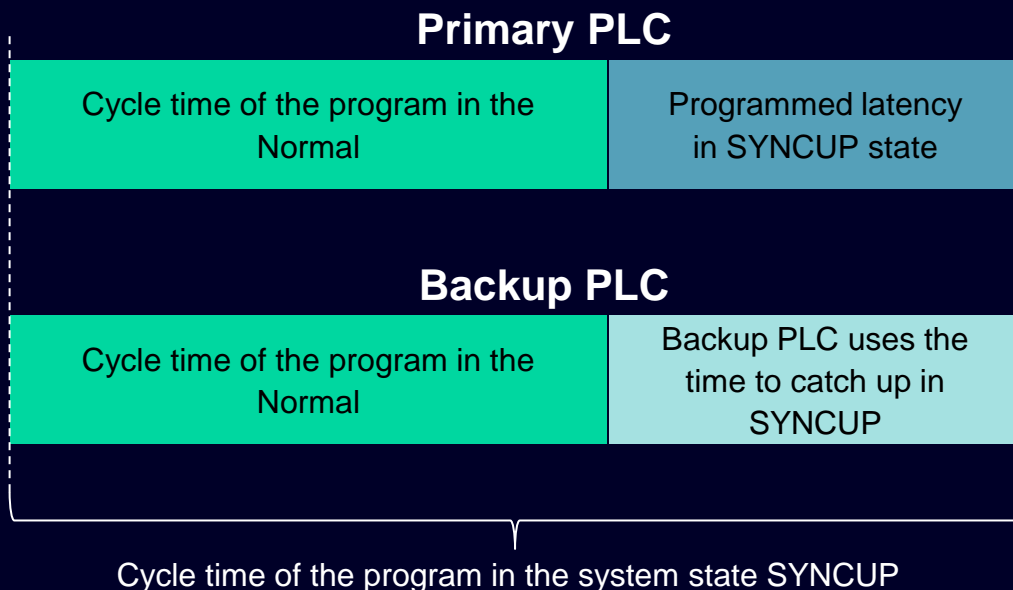 Primary PLC
Cycle time of the program in the
Normal
Programmed latency
in SYNCUP state
Backup PLC
Cycle time of the program in the
Normal
Backup PLC uses the
time to catch up in
SYNCUP
Cycle time of the program in the system state SYNCUP